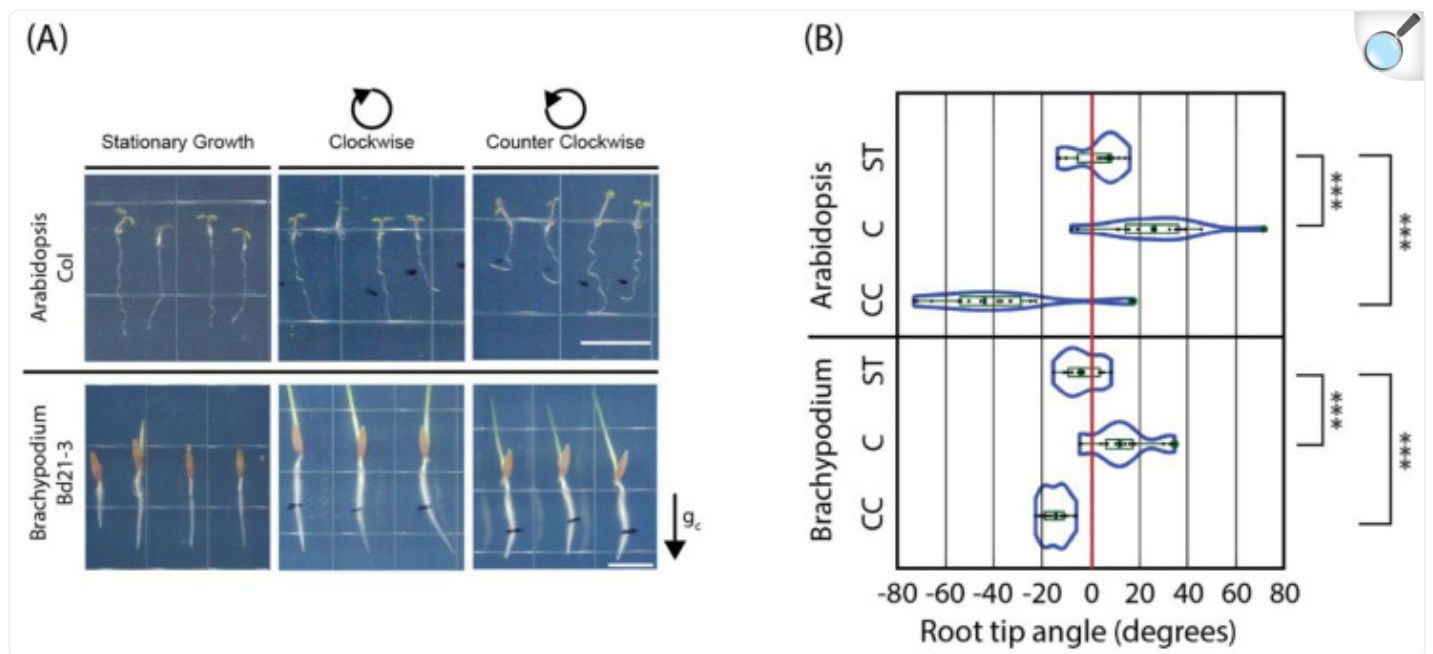 (A)
Stationary Growth
Clockwise
Counter Clockwise
Arabidopsis
Col
Brachypodium
Bd21-3
gc
(B)
Arabidopsis
ST
C
CC
Brachypodium
ST
C
CC
***
***
***
***
-80 -60 -40 -20 0 20 40 60 80
Root tip angle (degrees)